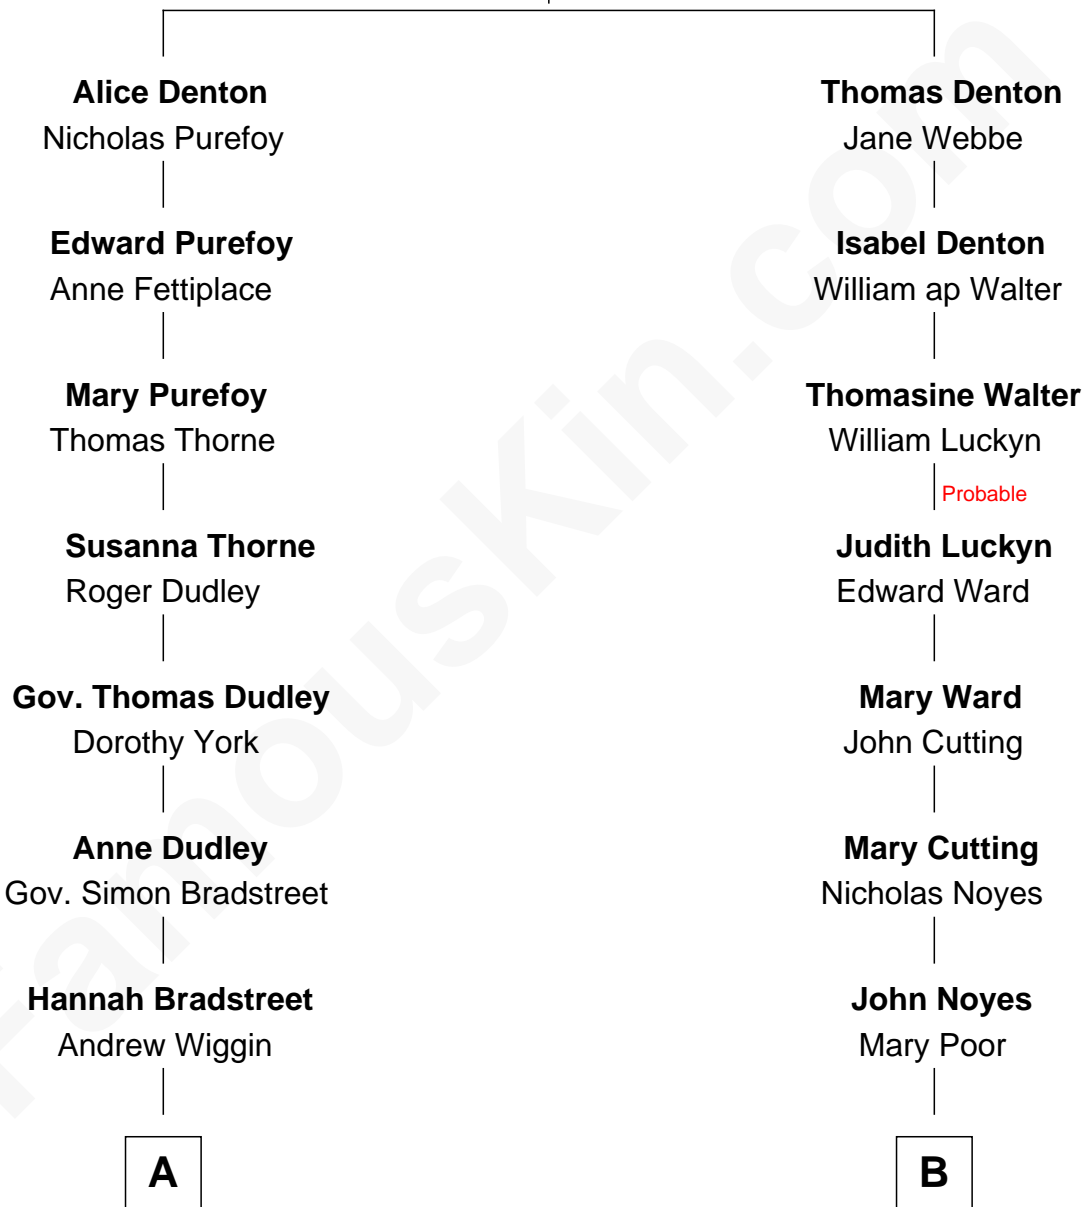 Alice Denton
Nicholas Purefoy
Edward Purefoy
Anne Fettiplace
Mary Purefoy
Thomas Thorne
Susanna Thorne
Roger Dudley
Gov. Thomas Dudley
Dorothy York
Anne Dudley
Gov. Simon Bradstreet
Hannah Bradstreet
Andrew Wiggin
A
Thomas Denton
Jane Webbe
Isabel Denton
William ap Walter
Thomasine Walter
William Luckyn
Probable
Judith Luckyn
Edward Ward
Mary Ward
John Cutting
Mary Cutting
Nicholas Noyes
John Noyes
Mary Poor
B
FamousKin.com